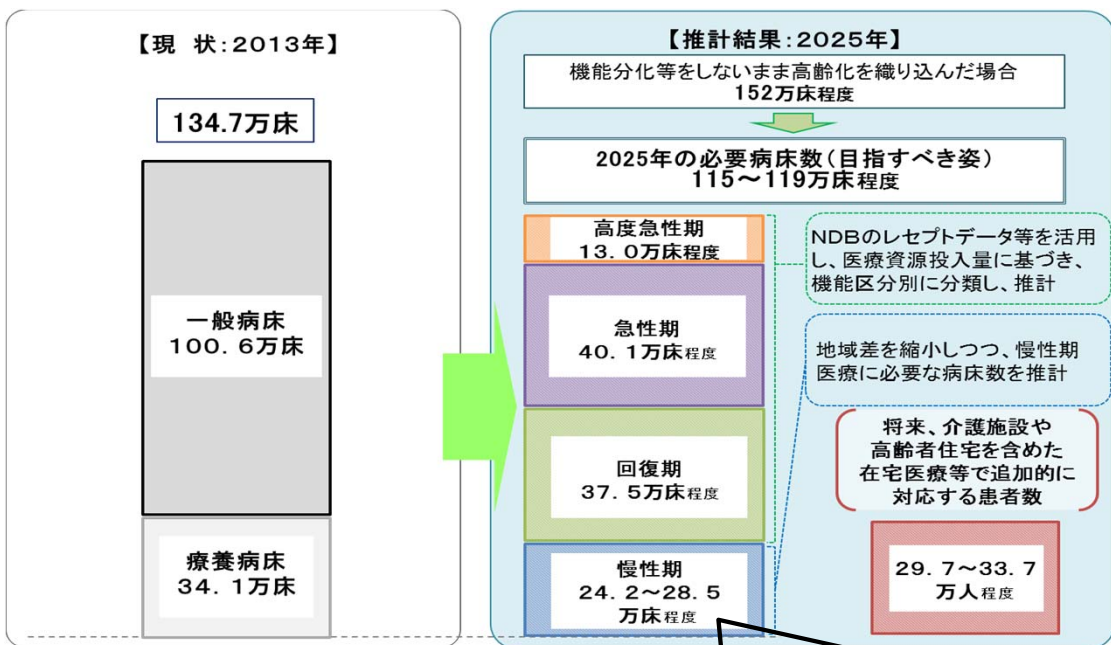 【現 状:2013年】
134.7万床
一般病床
100.6万床
療養病床
34.1万床
【推計結果:2025年】
機能分化等をしないまま高齢化を織り込んだ場合
152万床程度
2025年の必要病床数(目指すべき姿)
115～119万床程度
高度急性期
13.0万床程度
急性期
40.1万床程度
回復期
37.5万床程度
慢性期
24.2～28.5
万床程度
NDBのレセプトデータ等を活用
し、医療資源投入量に基づき、
機能区分別に分類し、推計
地域差を縮小しつつ、慢性期
医療に必要な病床数を推計
将来、介護施設や
高齢者住宅を含めた
在宅医療等で追加的に
対応する患者数
29.7～33.7
万人程度